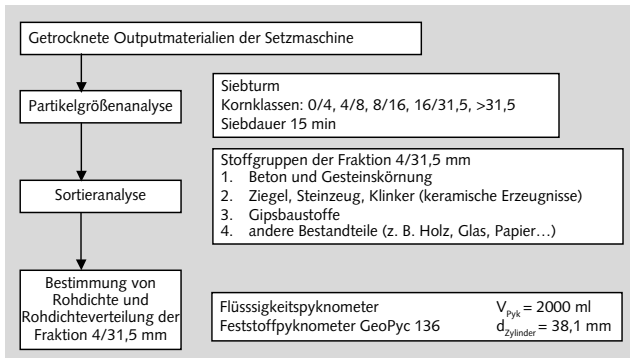 Getrocknete Outputmaterialien der Setzmaschine
Partikelgrößenanalyse
Siebturm
Kornklassen: 0/4, 4/8, 8/16, 16/31,5, >31,5
Siebdauer 15 min
Sortieranalyse
Stoffgruppen der Fraktion 4/31,5 mm
1. Beton und Gesteinskörnung
2. Ziegel, Steinzeug, Klinker (keramische Erzeugnisse)
3. Gipsbaustoffe
4. andere Bestandteile (z. B. Holz, Glas, Papier…)
Bestimmung von
Rohdichte und
Rohdichteverteilung der
Fraktion 4/31,5 mm
Flüsssigkeitspyknometer V_Pyk = 2000 ml
Feststoffpyknometer GeoPyc 136 d_Zylinder = 38,1 mm